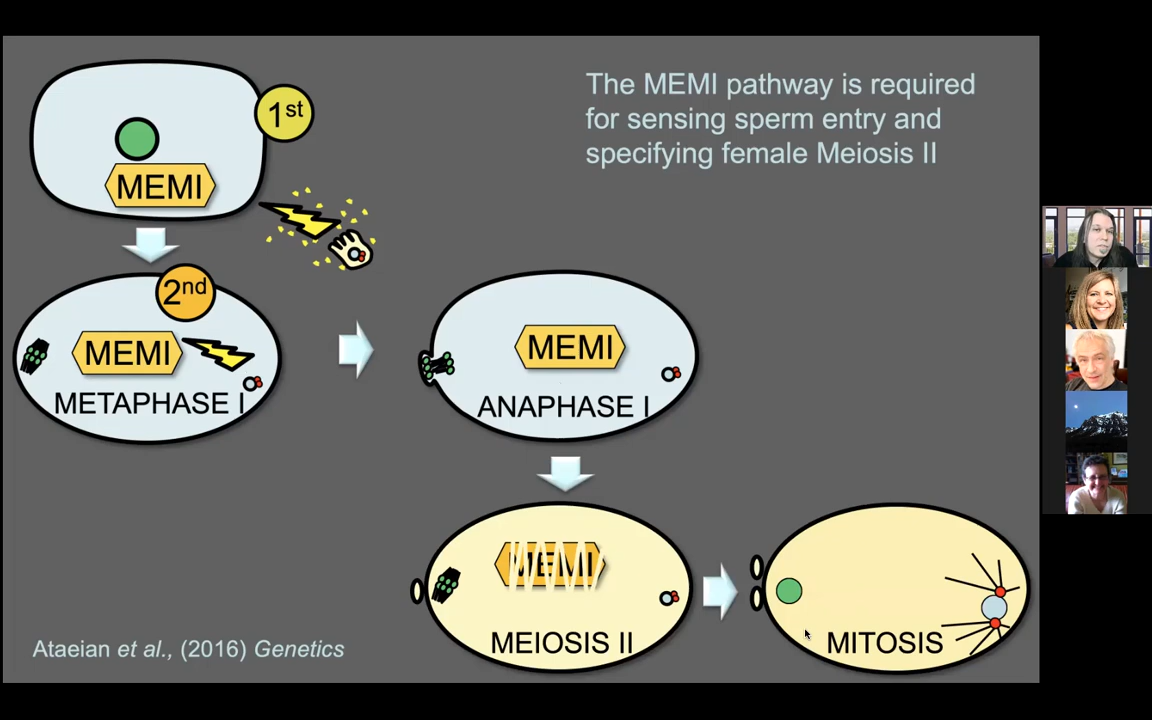 The MEMI pathway is required
for sensing sperm entry and
specifying female Meiosis II
1st
MEMI
2nd
MEMI
METAPHASE I
MEMI
ANAPHASE I
MEMI
MEIOSIS II
MITOSIS
Ataeian et al., (2016) Genetics